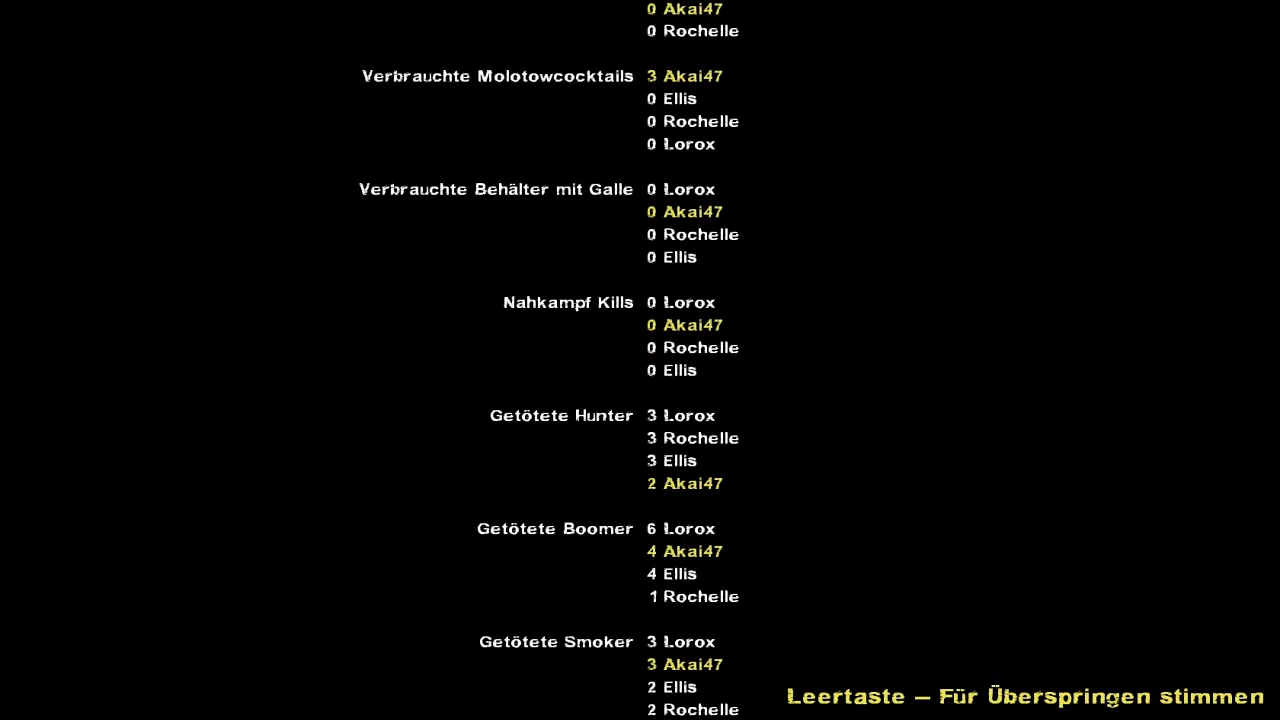 0 Akai47
0 Rochelle
Verbrauchte Molotowcocktails 3 Akai47
0 Ellis
0 Rochelle
0 Lorox
Verbrauchte Behälter mit Galle 0 Lorox
0 Akai47
0 Rochelle
0 Ellis
Nahkampf Kills 0 Lorox
0 Akai47
0 Rochelle
0 Ellis
Getötete Hunter 3 Lorox
3 Rochelle
3 Ellis
2 Akai47
Getötete Boomer 6 Lorox
4 Akai47
4 Ellis
1 Rochelle
Getötete Smoker 3 Lorox
3 Akai47
2 Ellis
2 Rochelle
Leertaste – Für Überspringen stimmen